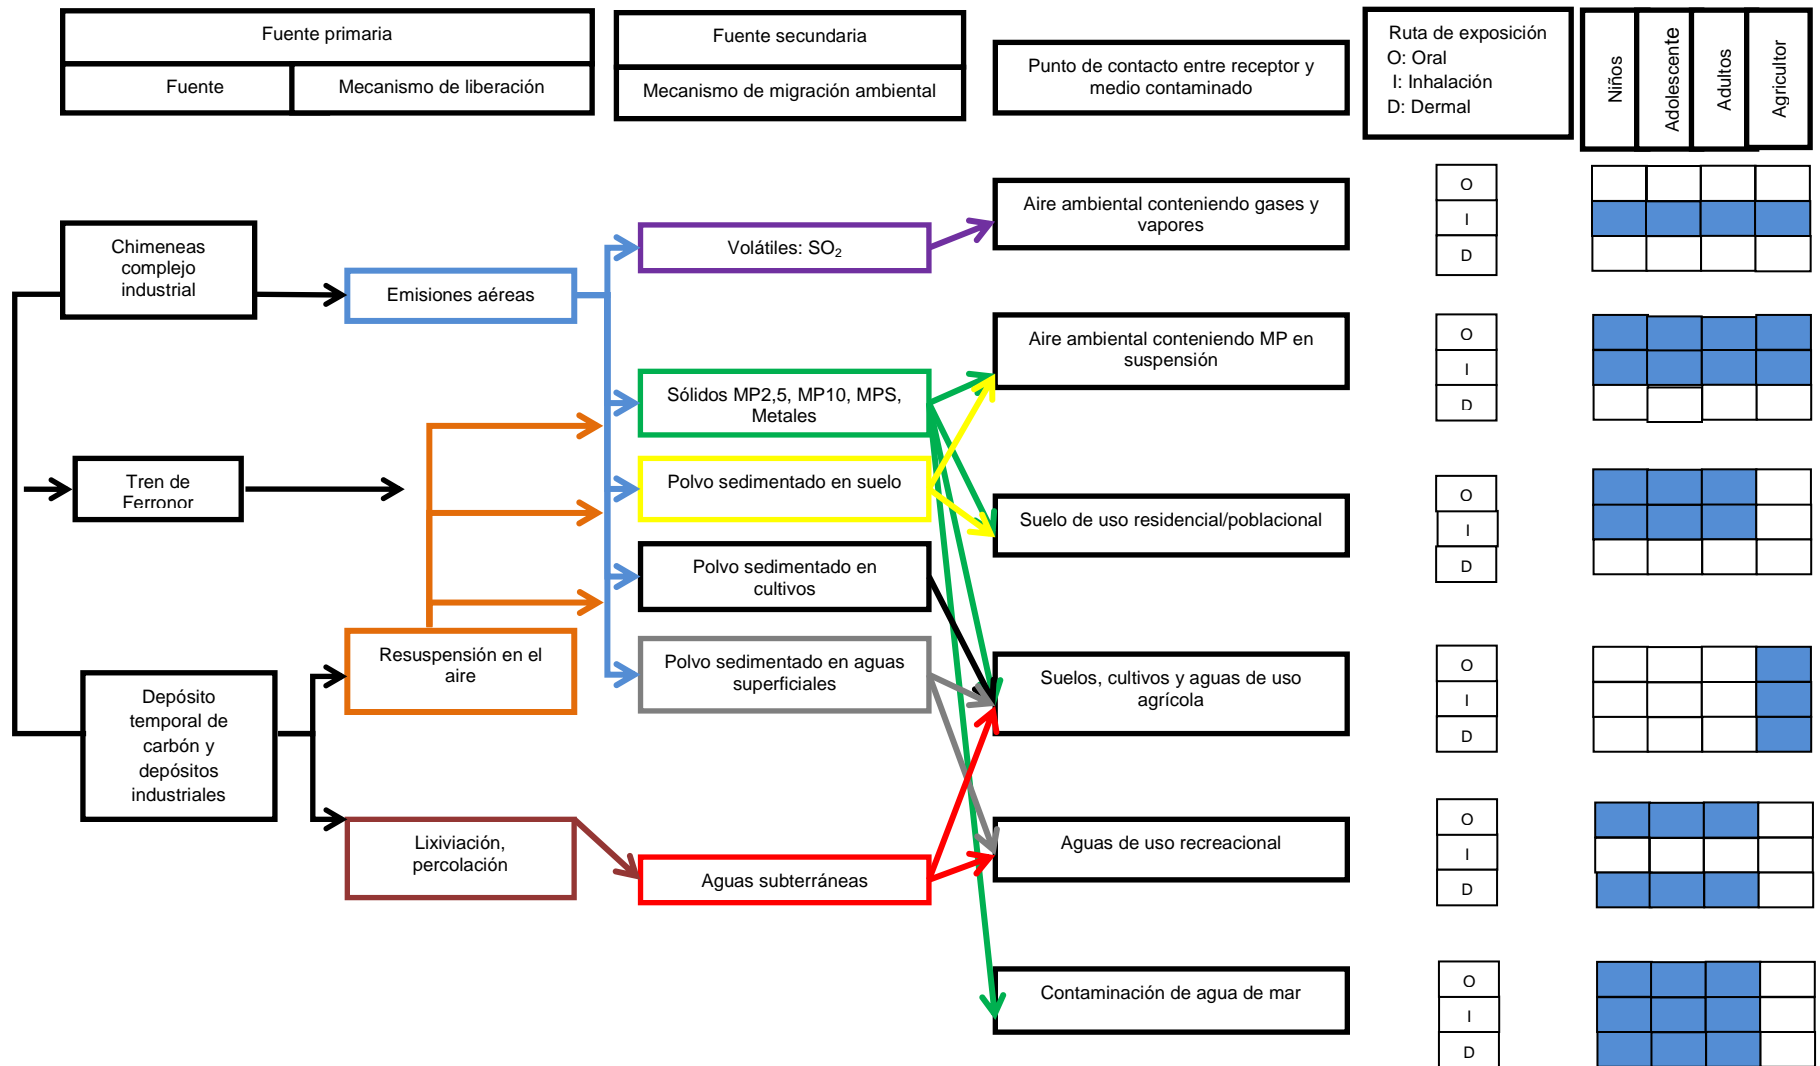 Fuente primaria
Fuente
Mecanismo de liberación
Fuente secundaria
Mecanismo de migración ambiental
Punto de contacto entre receptor y
medio contaminado
Ruta de exposición
O: Oral
I: Inhalación
D: Dermal
Niños
Adolescente
Adultos
Agricultor
Chimeneas
complejo
industrial
Emisiones aéreas
Volátiles: SO₂
Aire ambiental conteniendo gases y
vapores
O
I
D
Sólidos MP2,5, MP10, MPS,
Metales
Aire ambiental conteniendo MP en
suspensión
O
I
D
Tren de
Ferronor
Polvo sedimentado en suelo
Suelo de uso residencial/poblacional
O
I
D
Polvo sedimentado en
cultivos
Depósito
temporal de
carbón y
depósitos
industriales
Resuspensión en el
aire
Polvo sedimentado en aguas
superficiales
Suelos, cultivos y aguas de uso
agrícola
O
I
D
Lixiviación,
percolación
Aguas subterráneas
Aguas de uso recreacional
O
I
D
Contaminación de agua de mar
O
I
D